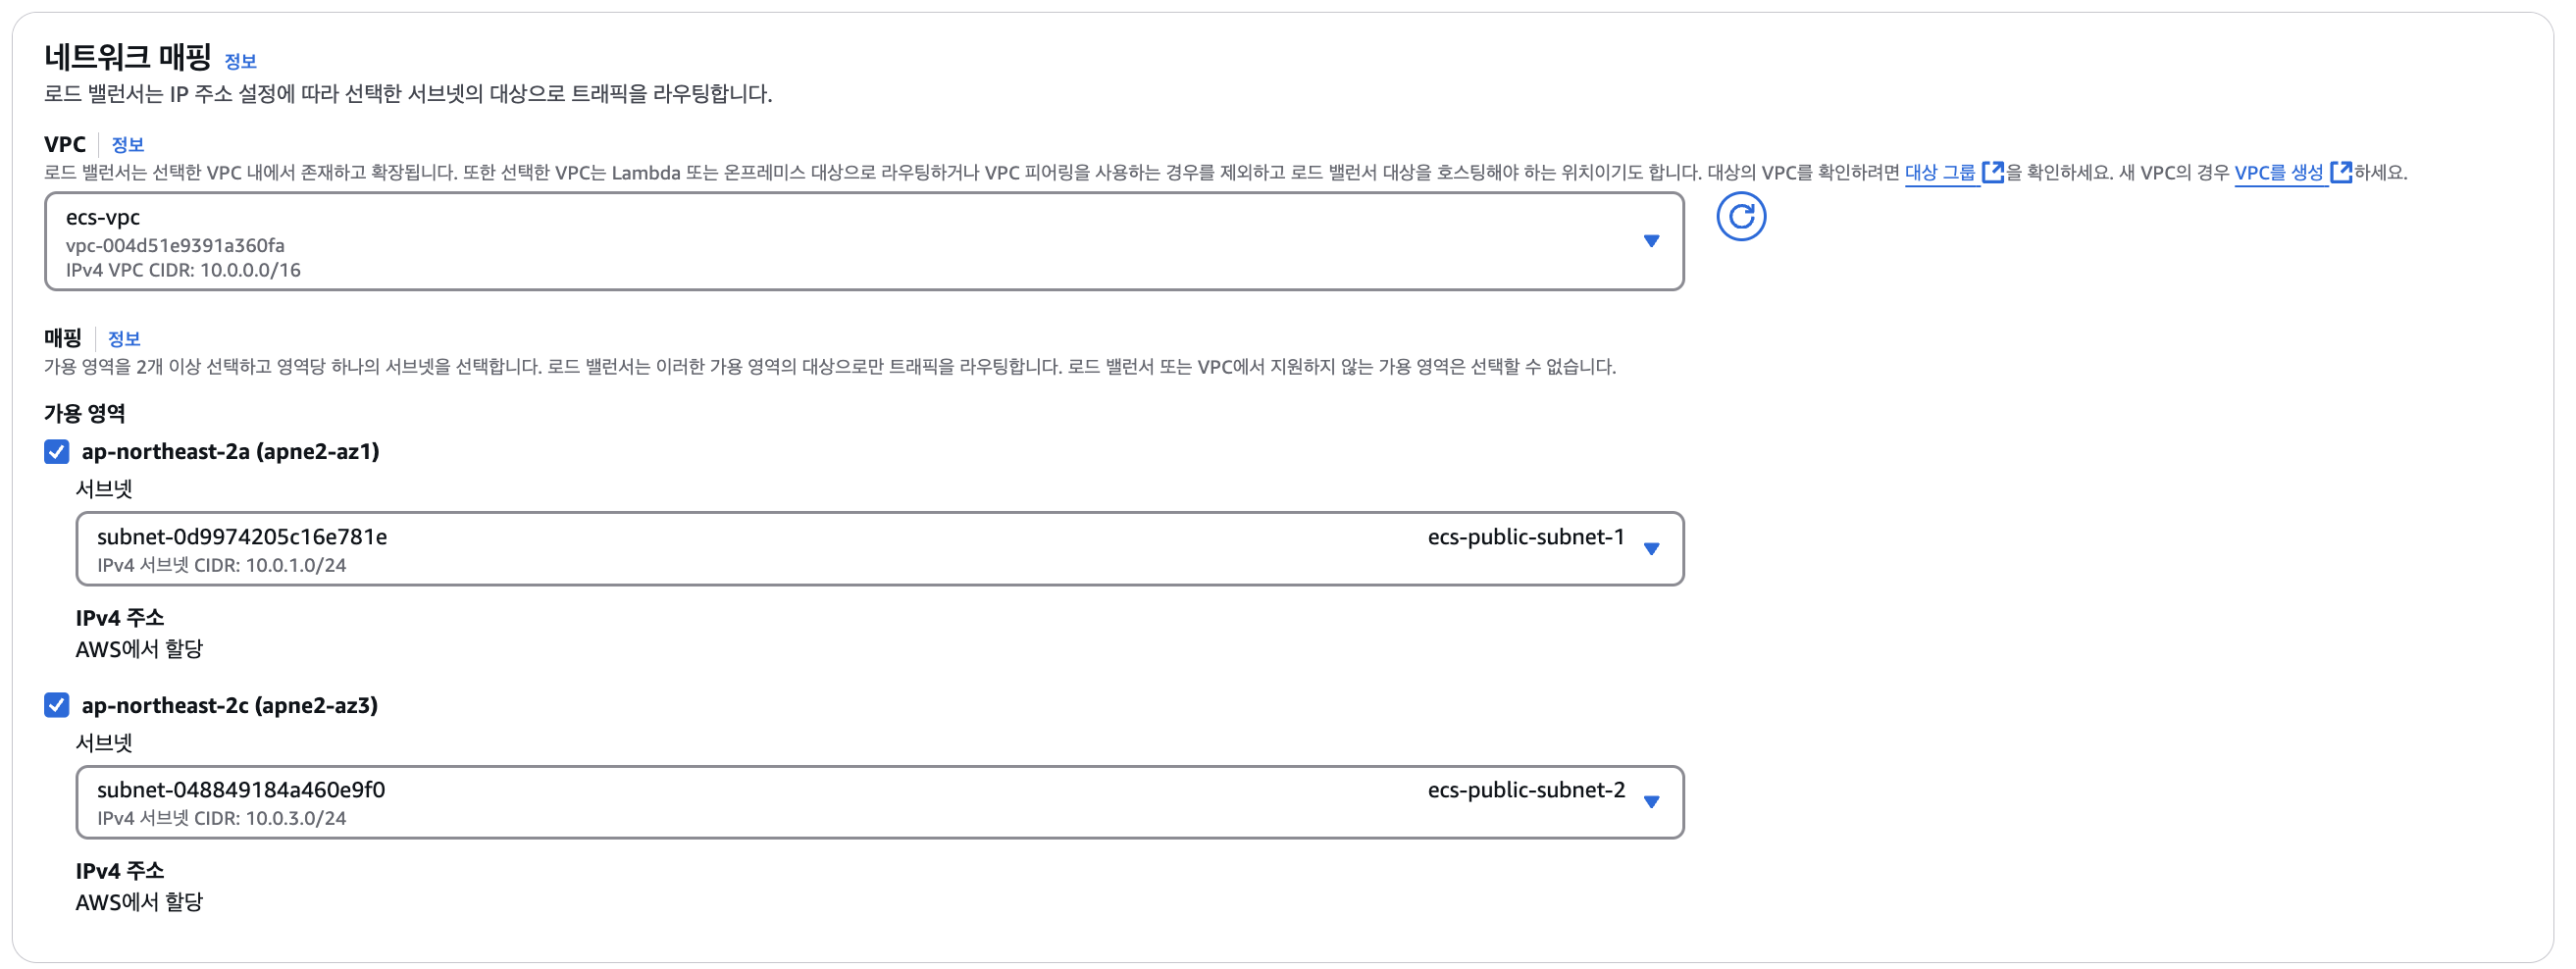 네트워크 매핑 정보
로드 밸런서는 IP 주소 설정에 따라 선택한 서브넷의 대상으로 트래픽을 라우팅합니다.
VPC 정보
로드 밸런서는 선택한 VPC 내에서 존재하고 확장됩니다. 또한 선택한 VPC는 Lambda 또는 온프레미스 대상으로 라우팅하거나 VPC 피어링을 사용하는 경우를 제외하고 로드 밸런서 대상을 호스팅해야 하는 위치이기도 합니다. 대상의 VPC를 확인하려면 대상 그룹을 확인하세요. 새 VPC의 경우 VPC를 생성하세요.
ecs-vpc
vpc-004d51e9391a360fa
IPv4 VPC CIDR: 10.0.0.0/16
매핑 정보
가용 영역을 2개 이상 선택하고 영역당 하나의 서브넷을 선택합니다. 로드 밸런서는 이러한 가용 영역의 대상으로만 트래픽을 라우팅합니다. 로드 밸런서 또는 VPC에서 지원하지 않는 가용 영역은 선택할 수 없습니다.
가용 영역
ap-northeast-2a (apne2-az1)
서브넷
subnet-0d9974205c16e781e ecs-public-subnet-1
IPv4 서브넷 CIDR: 10.0.1.0/24
IPv4 주소
AWS에서 할당
ap-northeast-2c (apne2-az3)
서브넷
subnet-048849184a460e9f0 ecs-public-subnet-2
IPv4 서브넷 CIDR: 10.0.3.0/24
IPv4 주소
AWS에서 할당